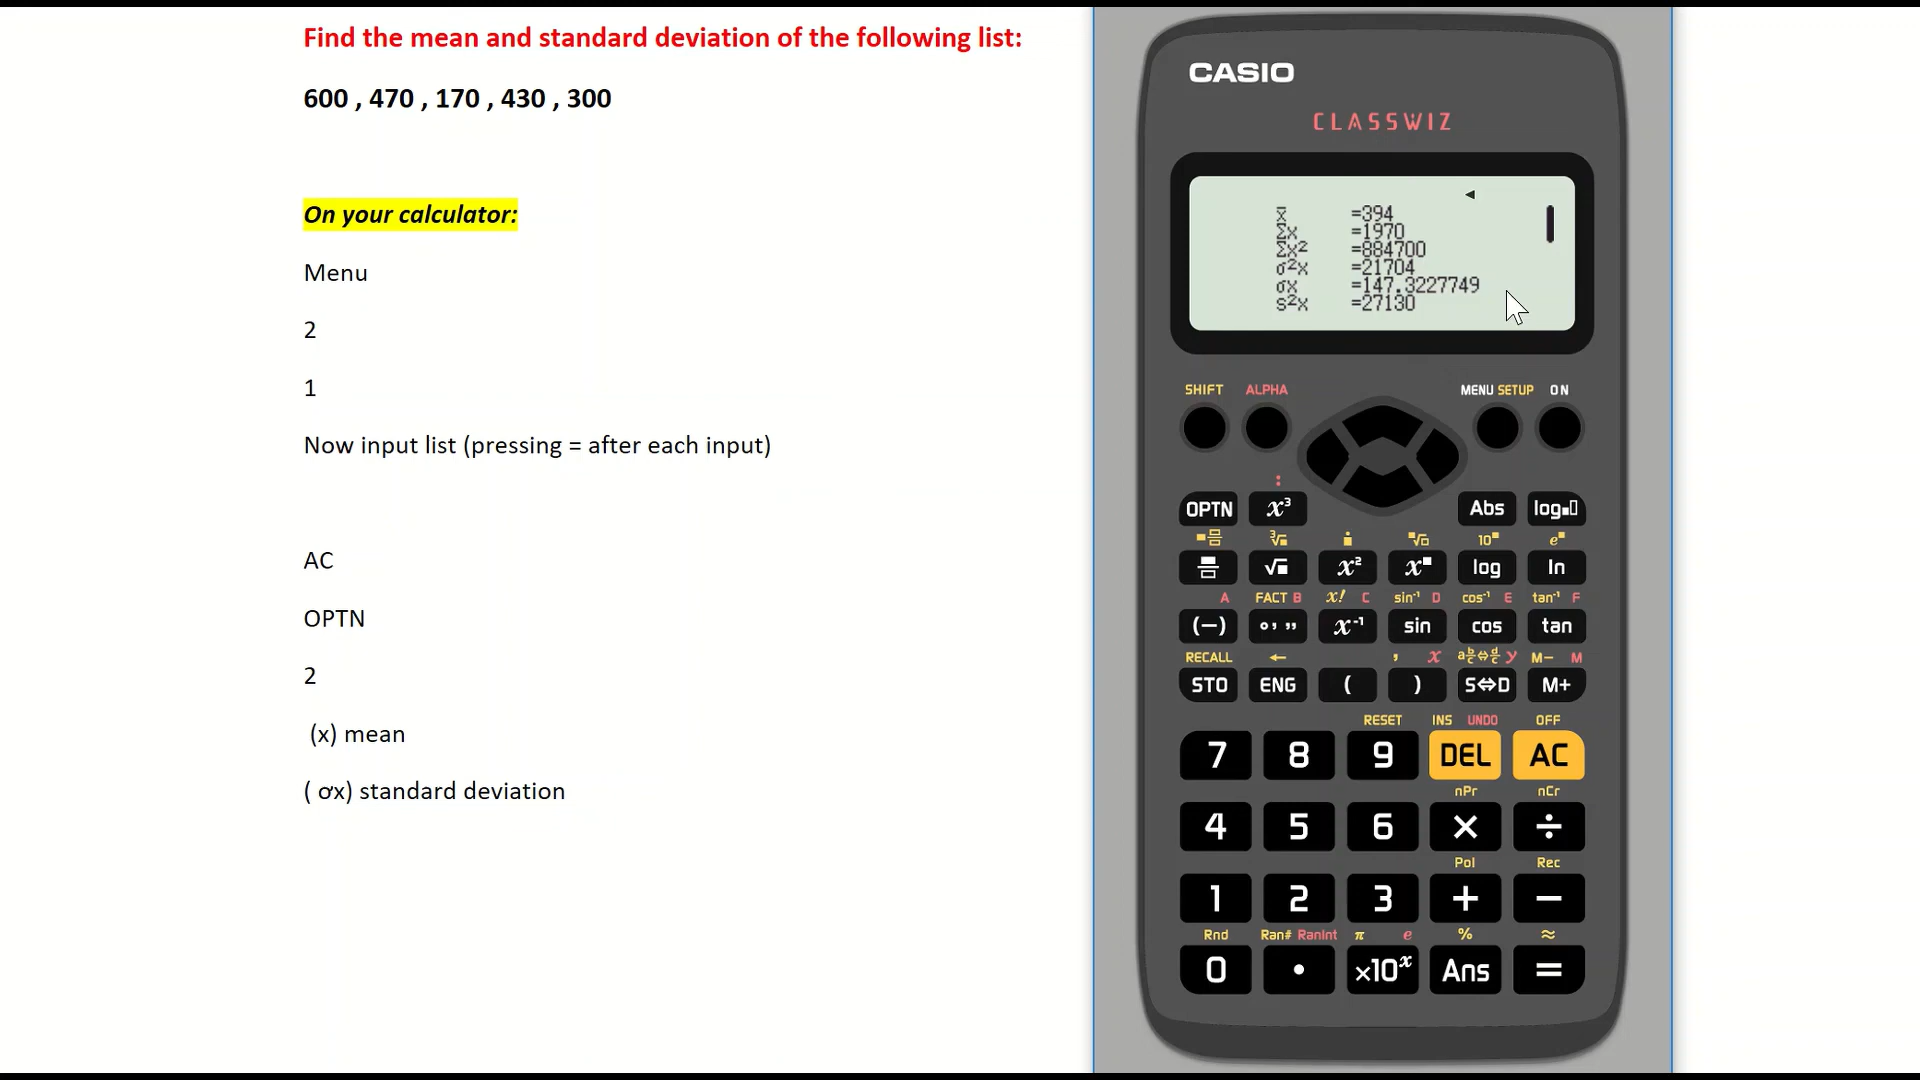 Find the mean and standard deviation of the following list:
600 , 470 , 170 , 430 , 300
On your calculator:
Menu
2
1
Now input list (pressing = after each input)
AC
OPTN
2
(x) mean
( σx) standard deviation
CASIO
CLASSWIZ
x̄ =394
Σx =1970
Σx² =884700
σ²x =21704
σx =147.3227749
s²x =27130
SHIFT ALPHA MENU SETUP ON
:
OPTN x³ Abs log▪▯
▪▤ ³√▪ ▪√▯ 10▪ e▪
√▪ x² x▪ log ln
A FACT B x! C sin⁻¹ D cos⁻¹ E tan⁻¹ F
(−) ° ’ ” x⁻¹ sin cos tan
RECALL ← , x a b/c⇔d/c y M− M
STO ENG ( ) S⇔D M+
RESET INS UNDO OFF
7 8 9 DEL AC
nPr nCr
4 5 6 × ÷
Pol Rec
1 2 3 + −
Rnd Ran# RanInt π e % ≈
0 • ×10ˣ Ans =